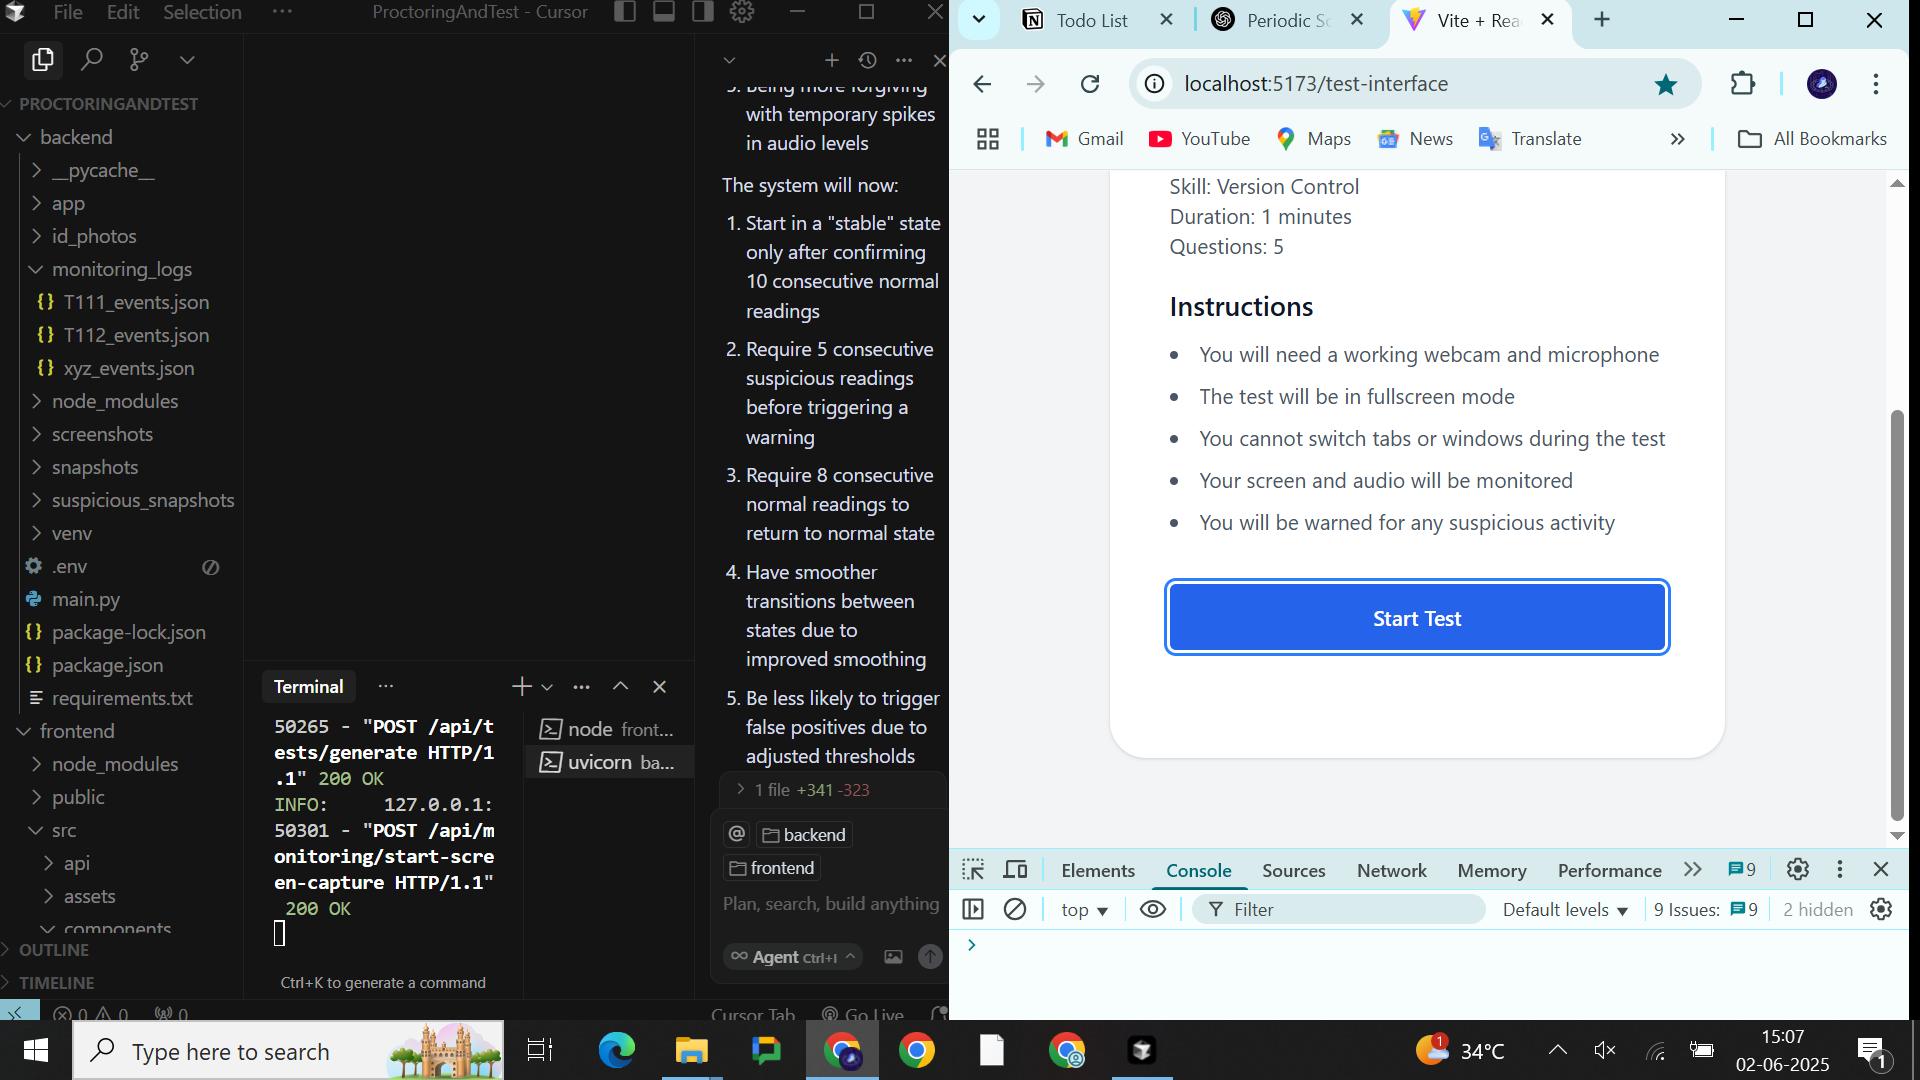 File Edit Selection ··· ProctoringAndTest - Cursor
PROCTORINGANDTEST
backend
__pycache__
app
id_photos
monitoring_logs
{} T111_events.json
{} T112_events.json
{} xyz_events.json
node_modules
screenshots
snapshots
suspicious_snapshots
venv
.env
main.py
{} package-lock.json
{} package.json
requirements.txt
frontend
node_modules
public
src
api
assets
components
OUTLINE
TIMELINE
0 0 0
Terminal ···
50265 - "POST /api/t
ests/generate HTTP/1
.1" 200 OK
INFO: 127.0.0.1:
50301 - "POST /api/m
onitoring/start-scre
en-capture HTTP/1.1"
200 OK
Ctrl+K to generate a command
node front...
uvicorn ba...
5. Being more forgiving
with temporary spikes
in audio levels
The system will now:
1. Start in a "stable" state
only after confirming
10 consecutive normal
readings
2. Require 5 consecutive
suspicious readings
before triggering a
warning
3. Require 8 consecutive
normal readings to
return to normal state
4. Have smoother
transitions between
states due to
improved smoothing
5. Be less likely to trigger
false positives due to
adjusted thresholds
1 file +341 -323
@ backend
frontend
Plan, search, build anything
∞ Agent Ctrl+I
Cursor Tab Go Live
Todo List
Periodic Sc
Vite + Rea
localhost:5173/test-interface
Gmail YouTube Maps News Translate » All Bookmarks
Skill: Version Control
Duration: 1 minutes
Questions: 5
Instructions
• You will need a working webcam and microphone
• The test will be in fullscreen mode
• You cannot switch tabs or windows during the test
• Your screen and audio will be monitored
• You will be warned for any suspicious activity
Start Test
Elements Console Sources Network Memory Performance » 9
top Filter Default levels 9 Issues: 9 2 hidden
>
Type here to search
1 34°C
15:07
02-06-2025
1